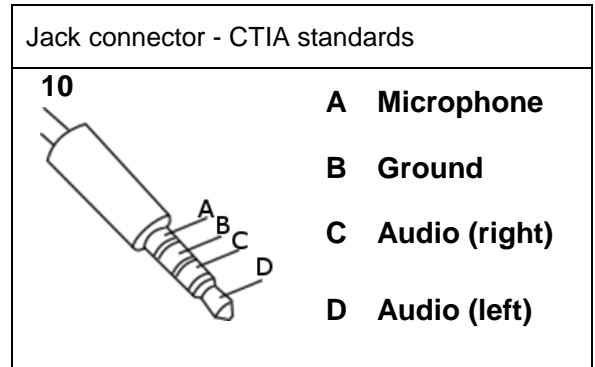 Jack connector - CTIA standards
10
A Microphone
B Ground
C Audio (right)
D Audio (left)
A
B
C
D